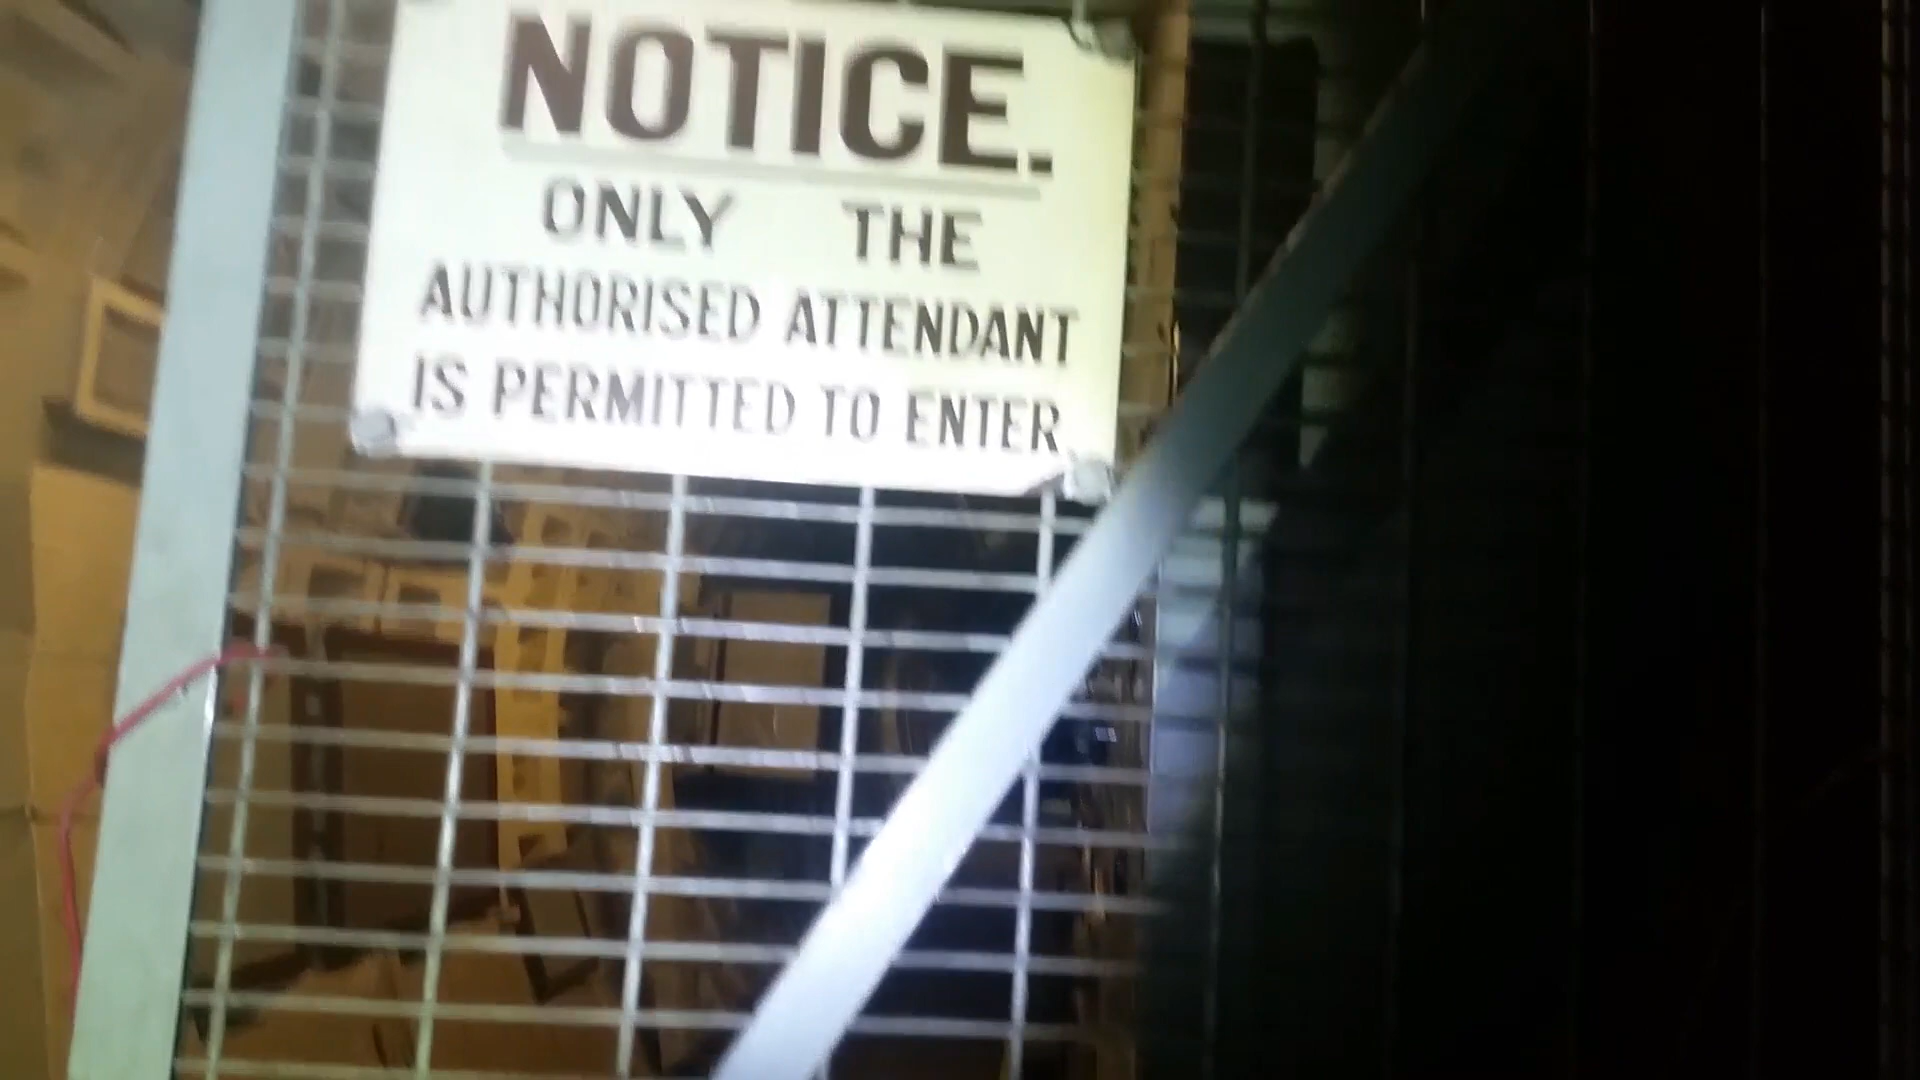 NOTICE.
ONLY THE
AUTHORISED ATTENDANT
IS PERMITTED TO ENTER